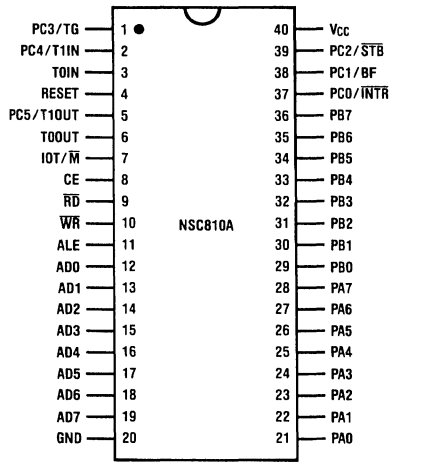 PC3/TG 1 40 VCC
PC4/T1IN 2 39 PC2/S̅T̅B̅
T0IN 3 38 PC1/BF
RESET 4 37 PC0/I̅N̅T̅R̅
PC5/T1OUT 5 36 PB7
T0OUT 6 35 PB6
IOT/M̅ 7 34 PB5
CE 8 33 PB4
R̅D̅ 9 32 PB3
W̅R̅ 10 NSC810A 31 PB2
ALE 11 30 PB1
AD0 12 29 PB0
AD1 13 28 PA7
AD2 14 27 PA6
AD3 15 26 PA5
AD4 16 25 PA4
AD5 17 24 PA3
AD6 18 23 PA2
AD7 19 22 PA1
GND 20 21 PA0